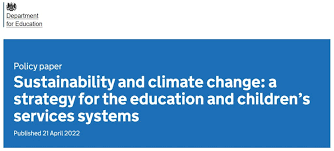 Department
for Education
Policy paper
Sustainability and climate change: a
strategy for the education and children's
services systems
Published 21 April 2022